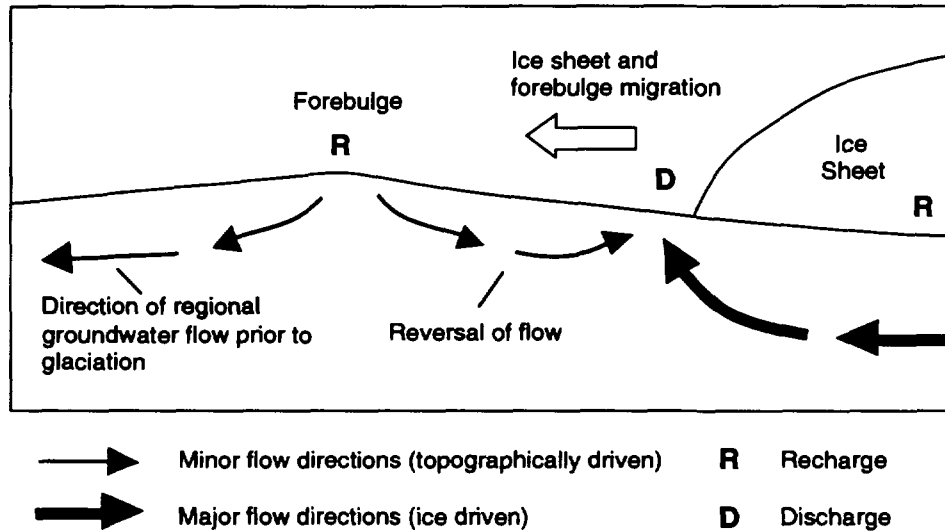 Ice sheet and
forebulge migration
Forebulge
R
D
Ice
Sheet
R
Direction of regional
groundwater flow prior to
glaciation
Reversal of flow
Minor flow directions (topographically driven)
R Recharge
Major flow directions (ice driven)
D Discharge